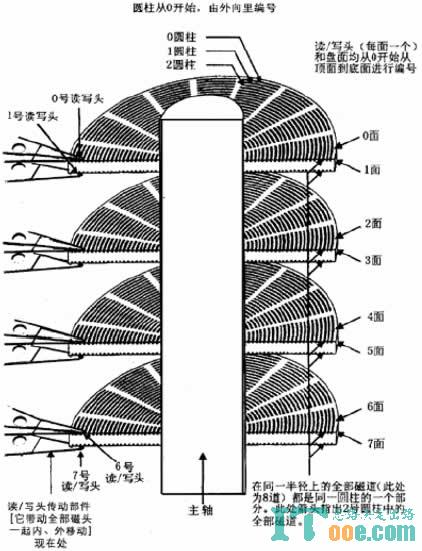 圆柱从0开始，由外向里编号
0圆柱
1圆柱
2圆柱
读/写头（每面一个）
和盘面均从0开始从
顶面到底面进行编号
0号读写头
1号读写头
0面
1面
2面
3面
4面
5面
6面
7面
6号
读/写头
7号
读/写头
读/写头传动部件
[它带动全部磁头
一起内、外移动]
现在处
主轴
在同一半径上的全部磁道（此处
为8道）都是同一圆柱的一个部
分。此处箭头指出2号圆柱中的
全部磁道。